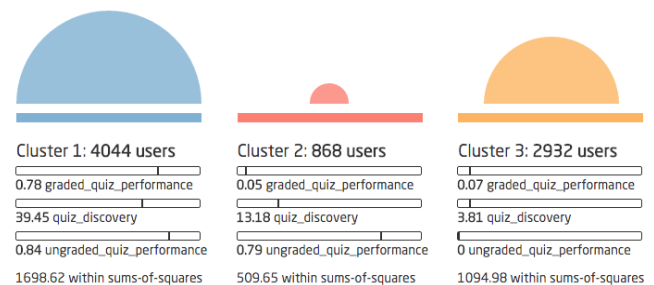 Cluster 1: 4044 users
0.78 graded_quiz_performance
39.45 quiz_discovery
0.84 ungraded_quiz_performance
1698.62 within sums-of-squares
Cluster 2: 868 users
0.05 graded_quiz_performance
13.18 quiz_discovery
0.79 ungraded_quiz_performance
509.65 within sums-of-squares
Cluster 3: 2932 users
0.07 graded_quiz_performance
3.81 quiz_discovery
0 ungraded_quiz_performance
1094.98 within sums-of-squares